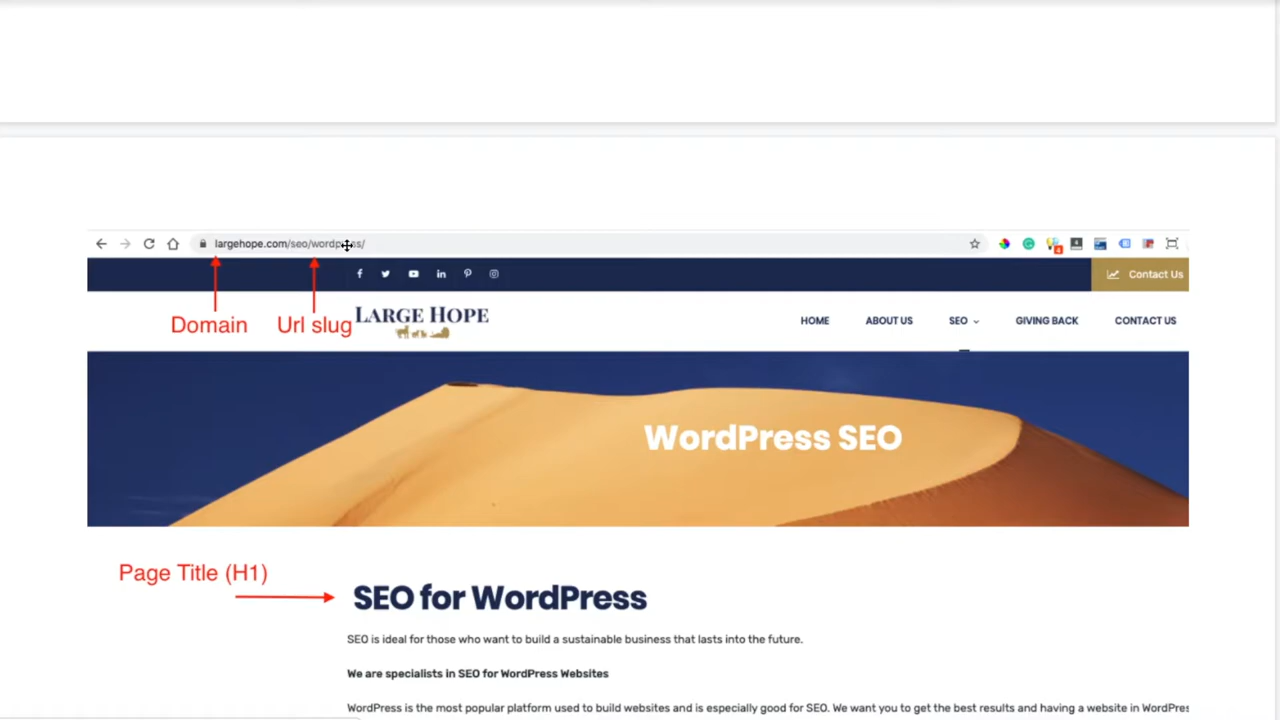 largehope.com/seo/wordpress/
Contact Us
Domain
Url slug
LARGE HOPE
HOME
ABOUT US
SEO
GIVING BACK
CONTACT US
WordPress SEO
Page Title (H1)
SEO for WordPress
SEO is ideal for those who want to build a sustainable business that lasts into the future.
We are specialists in SEO for WordPress Websites
WordPress is the most popular platform used to build websites and is especially good for SEO. We want you to get the best results and having a website in WordPres